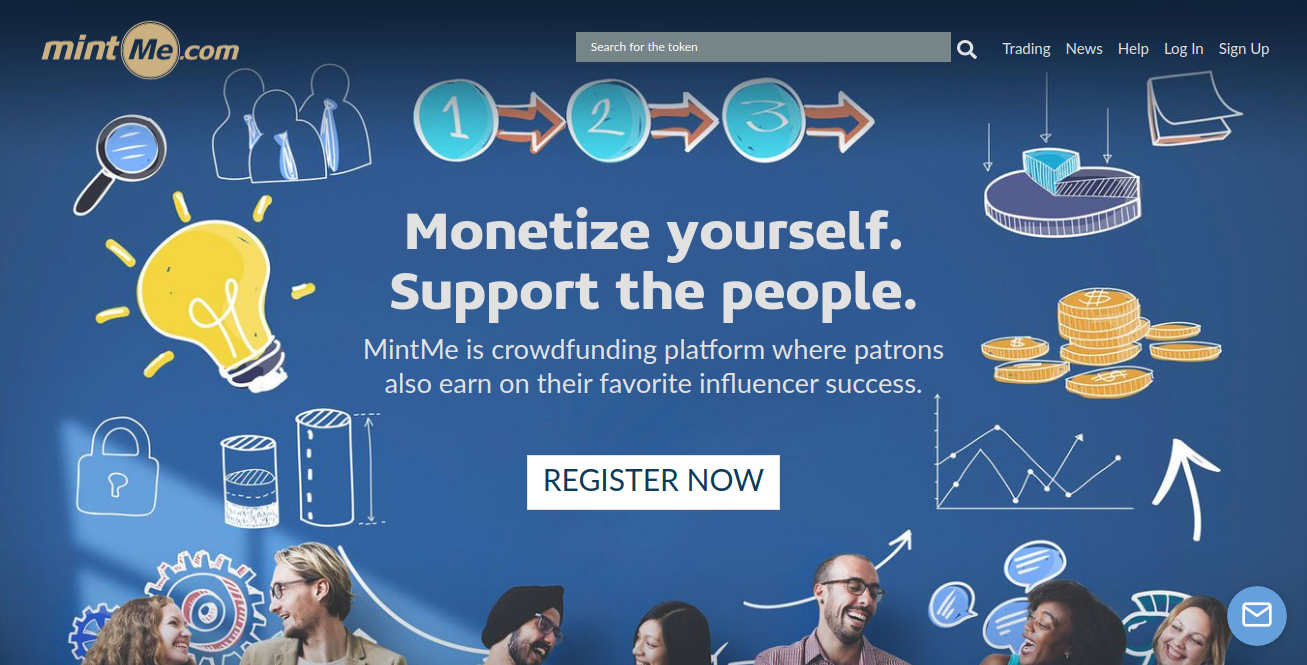 mintMe.com
Search for the token
Trading News Help Log In Sign Up
1 2 3
Monetize yourself.
Support the people.
MintMe is crowdfunding platform where patrons
also earn on their favorite influencer success.
$
$
$
REGISTER NOW
?